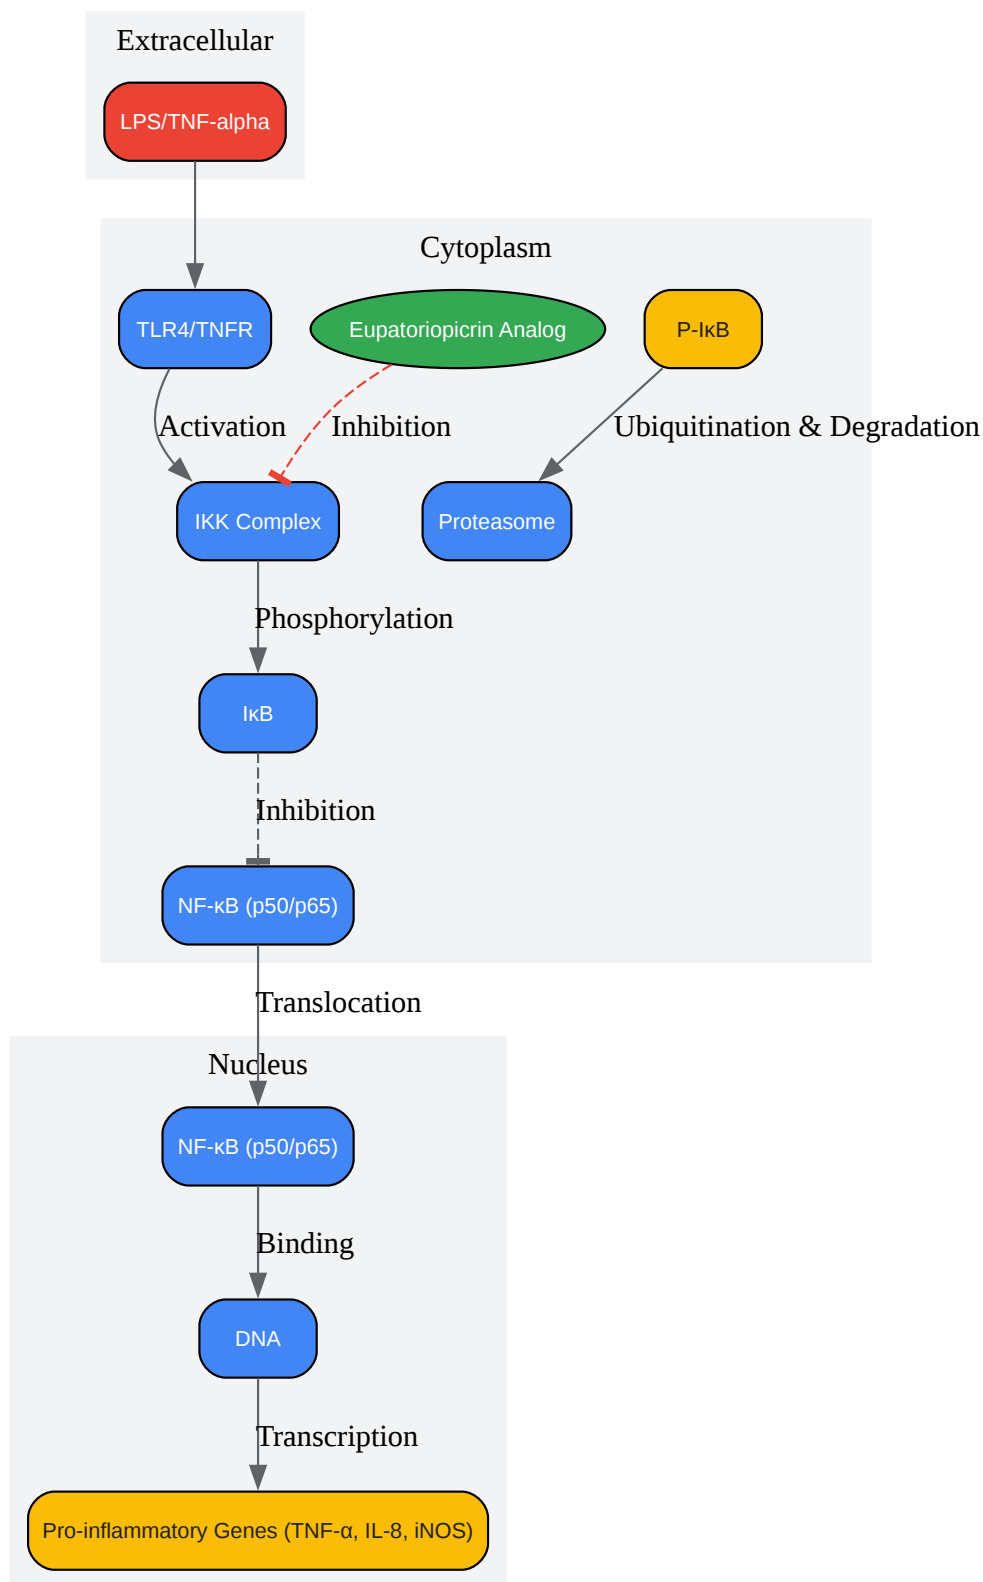 Extracellular
LPS/TNF-alpha
Cytoplasm
TLR4/TNFR
Eupatoriopicrin Analog
P-IκB
Activation
Inhibition
Ubiquitination & Degradation
IKK Complex
Proteasome
Phosphorylation
IκB
Inhibition
NF-κB (p50/p65)
Translocation
Nucleus
NF-κB (p50/p65)
Binding
DNA
Transcription
Pro-inflammatory Genes (TNF-α, IL-8, iNOS)